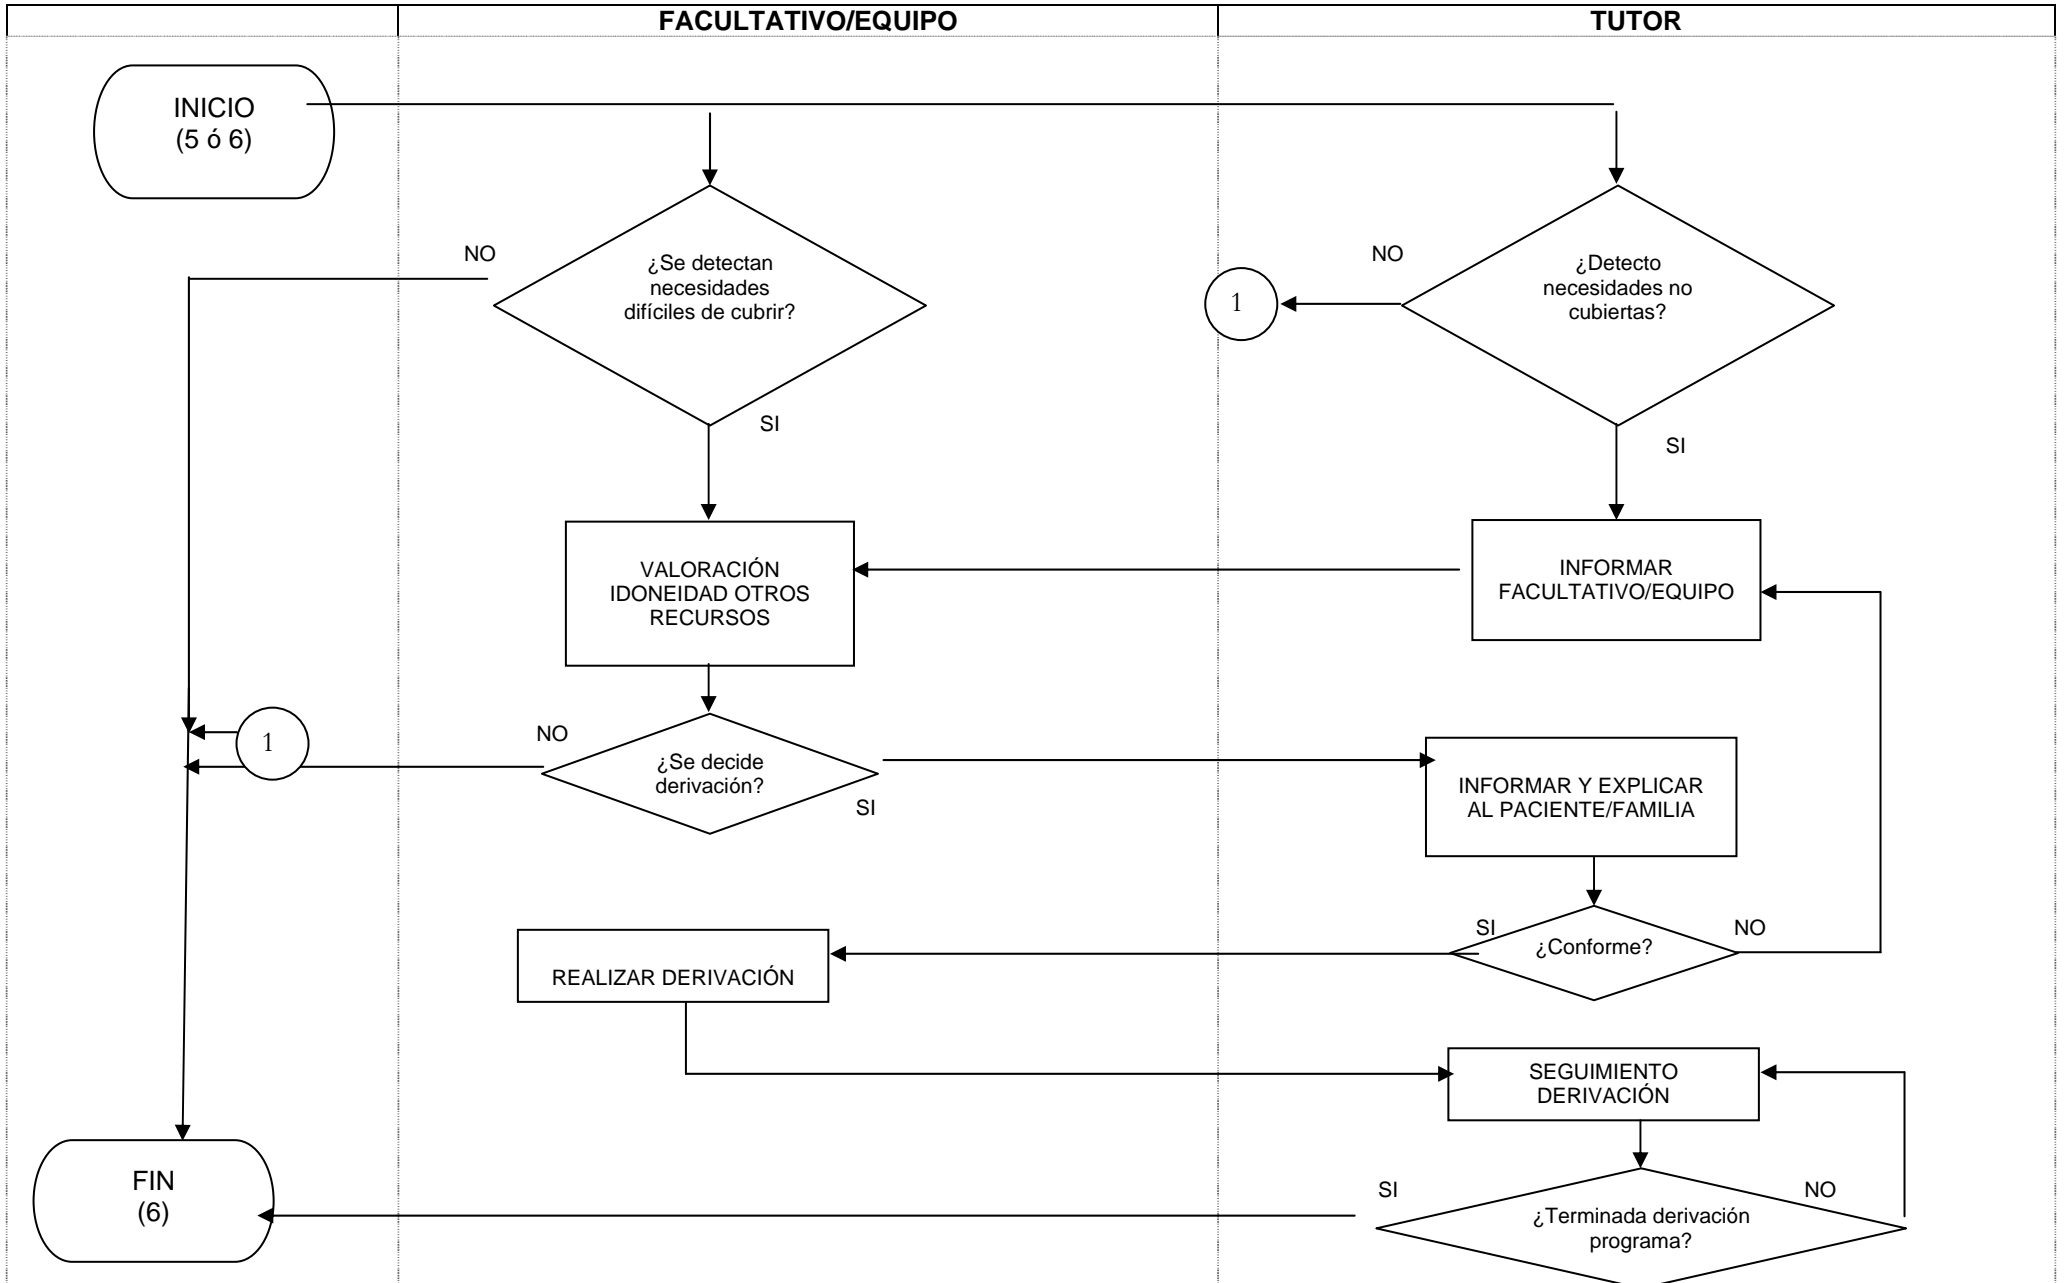 FACULTATIVO/EQUIPO
TUTOR
INICIO
(5 ó 6)
NO
¿Se detectan
necesidades
difíciles de cubrir?
SI
NO
¿Detecto
necesidades no
cubiertas?
1
SI
VALORACIÓN
IDONEIDAD OTROS
RECURSOS
INFORMAR
FACULTATIVO/EQUIPO
1
NO
¿Se decide
derivación?
SI
INFORMAR Y EXPLICAR
AL PACIENTE/FAMILIA
SI
¿Conforme?
NO
REALIZAR DERIVACIÓN
SEGUIMIENTO
DERIVACIÓN
FIN
(6)
SI
¿Terminada derivación
programa?
NO